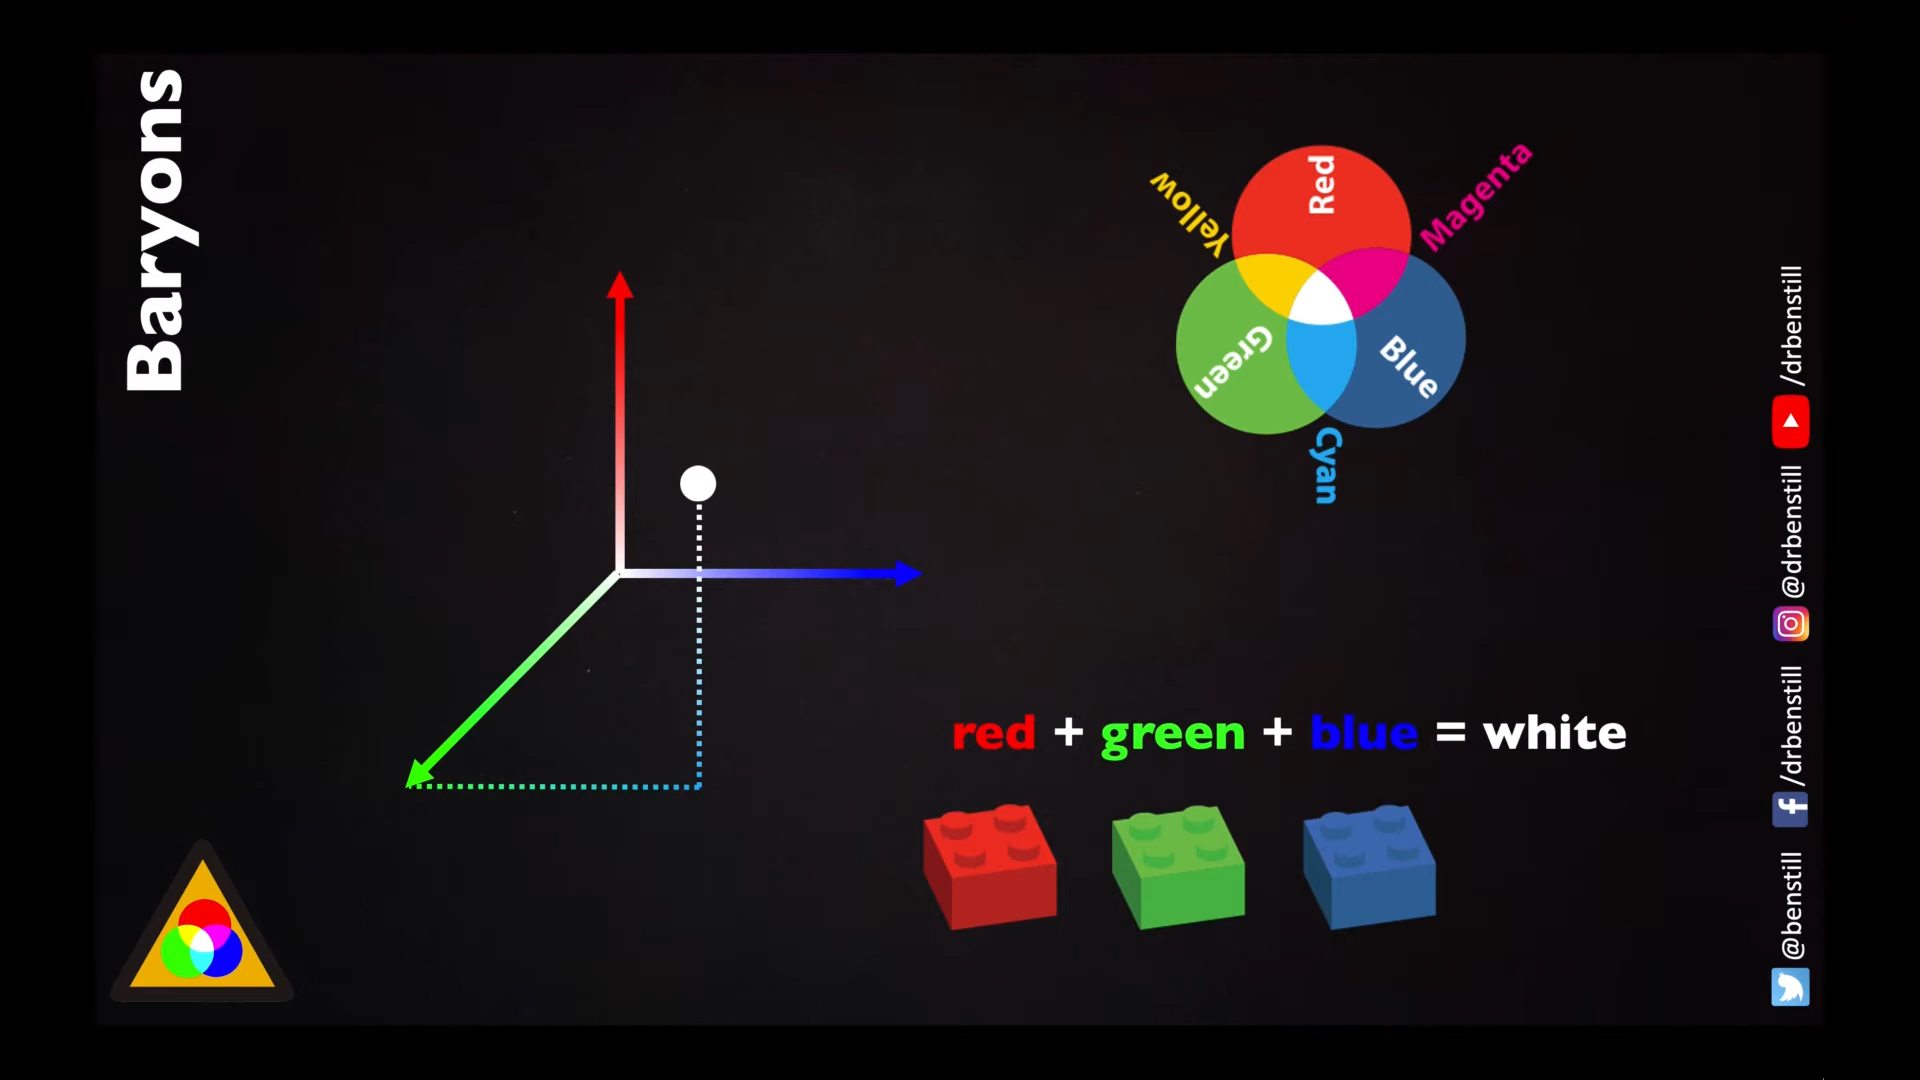 Baryons
Red
Yellow
Magenta
Green
Blue
Cyan
red + green + blue = white
/drbenstill
@drbenstill
/drbenstill
@benstill